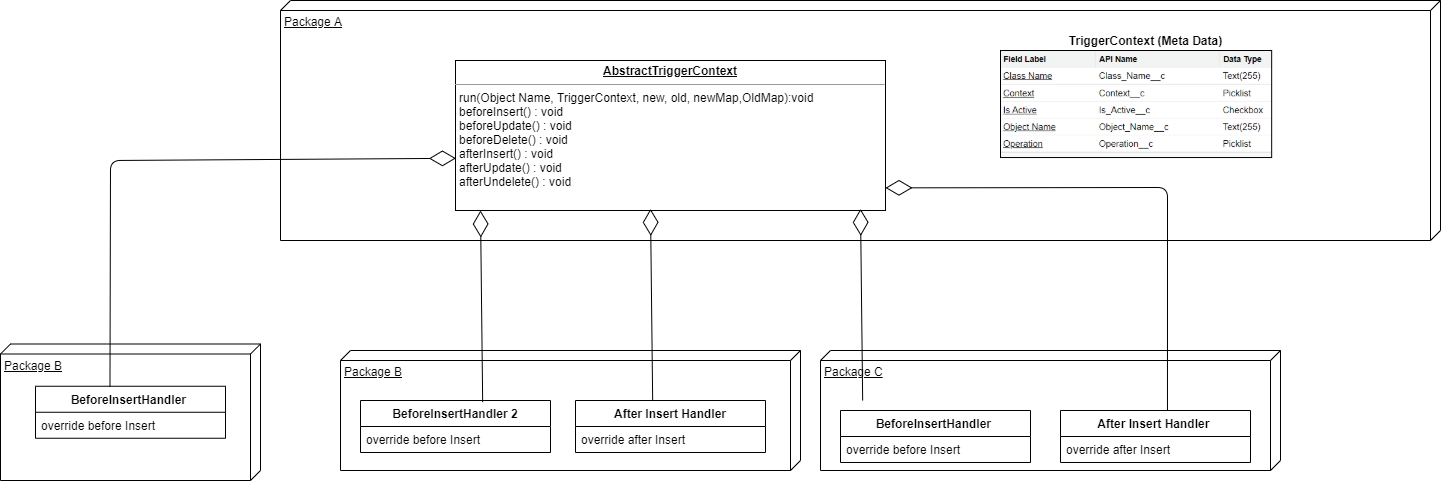 Package A
AbstractTriggerContext
run(Object Name, TriggerContext, new, old, newMap,OldMap):void
beforeInsert() : void
beforeUpdate() : void
beforeDelete() : void
afterInsert() : void
afterUpdate() : void
afterUndelete() : void
TriggerContext (Meta Data)
Field Label API Name Data Type
Class Name Class_Name__c Text(255)
Context Context__c Picklist
Is Active Is_Active__c Checkbox
Object Name Object_Name__c Text(255)
Operation Operation__c Picklist
Package B
BeforeInsertHandler
override before Insert
Package B
BeforeInsertHandler 2
override before Insert
After Insert Handler
override after Insert
Package C
BeforeInsertHandler
override before Insert
After Insert Handler
override after Insert